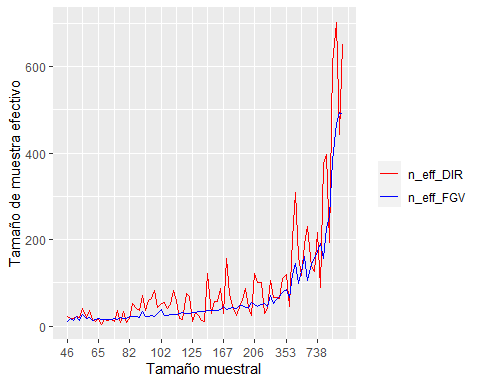 Tamaño de muestra efectivo
600
400
200
0
46 65 82 102 125 167 206 353 738
Tamaño muestral
n_eff_DIR
n_eff_FGV